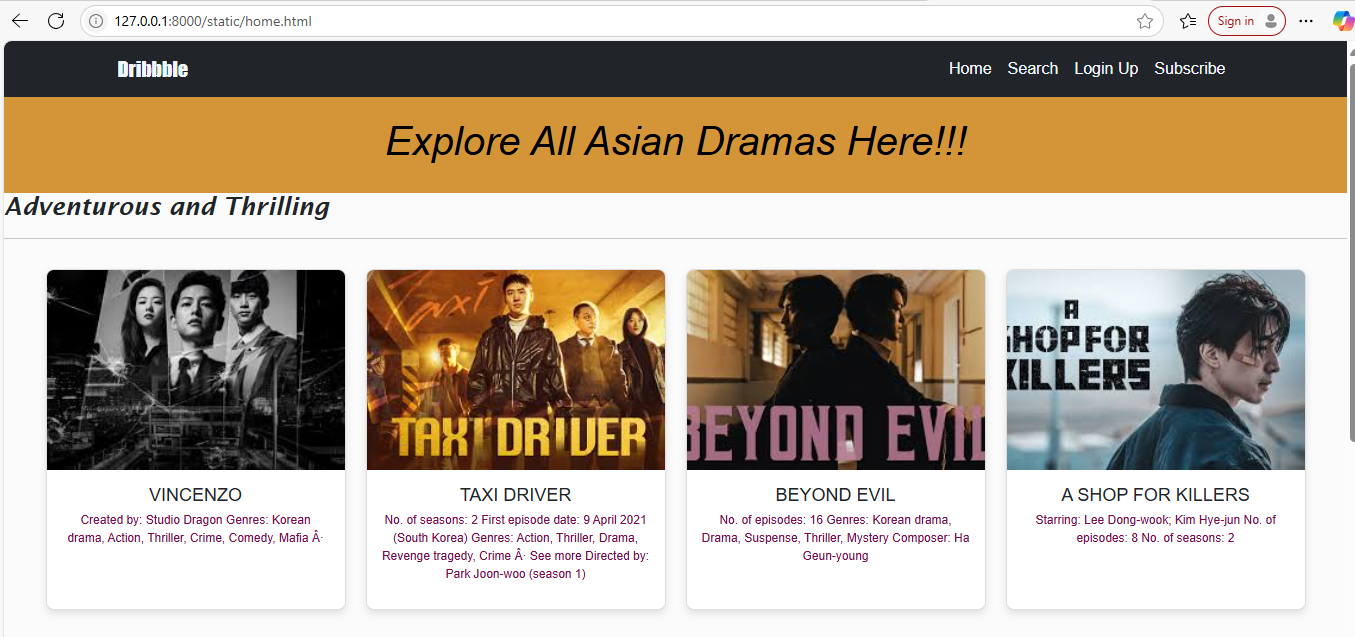 127.0.0.1:8000/static/home.html
Sign in
Dribbble
Home Search Login Up Subscribe
Explore All Asian Dramas Here!!!
Adventurous and Thrilling
Taxi
TAXI DRIVER
BEYOND EVIL
A
SHOP FOR
KILLERS
VINCENZO
Created by: Studio Dragon Genres: Korean
drama, Action, Thriller, Crime, Comedy, Mafia Â·
TAXI DRIVER
No. of seasons: 2 First episode date: 9 April 2021
(South Korea) Genres: Action, Thriller, Drama,
Revenge tragedy, Crime Â· See more Directed by:
Park Joon-woo (season 1)
BEYOND EVIL
No. of episodes: 16 Genres: Korean drama,
Drama, Suspense, Thriller, Mystery Composer: Ha
Geun-young
A SHOP FOR KILLERS
Starring: Lee Dong-wook; Kim Hye-jun No. of
episodes: 8 No. of seasons: 2